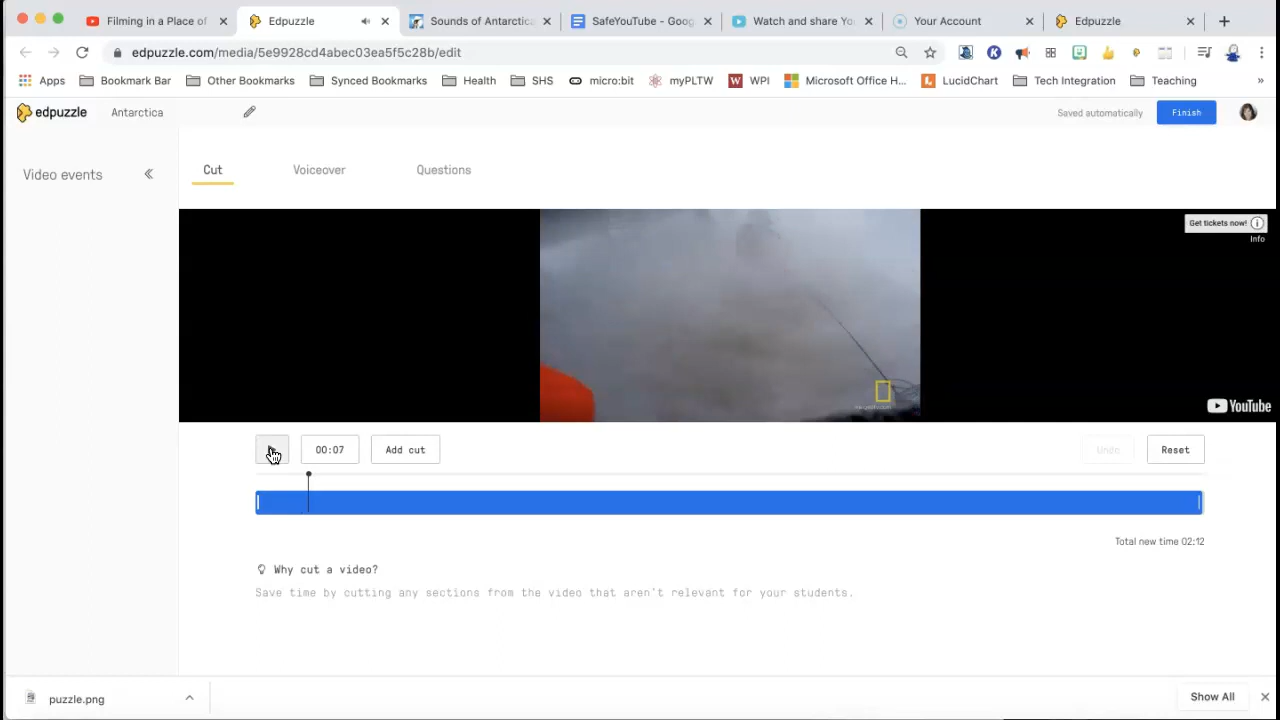 Filming in a Place of
Edpuzzle
Sounds of Antarctica
SafeYouTube - Goog
Watch and share Yo
Your Account
Edpuzzle
edpuzzle.com/media/5e9928cd4abec03ea5f5c28b/edit
Apps
Bookmark Bar
Other Bookmarks
Synced Bookmarks
Health
SHS
micro:bit
myPLTW
WPI
Microsoft Office H...
LucidChart
Tech Integration
Teaching
»
edpuzzle
Antarctica
Saved automatically
Finish
Video events
Cut
Voiceover
Questions
Get tickets now!
Info
YouTube
00:07
Add cut
Undo
Reset
Total new time 02:12
Why cut a video?
Save time by cutting any sections from the video that aren't relevant for your students.
puzzle.png
Show All